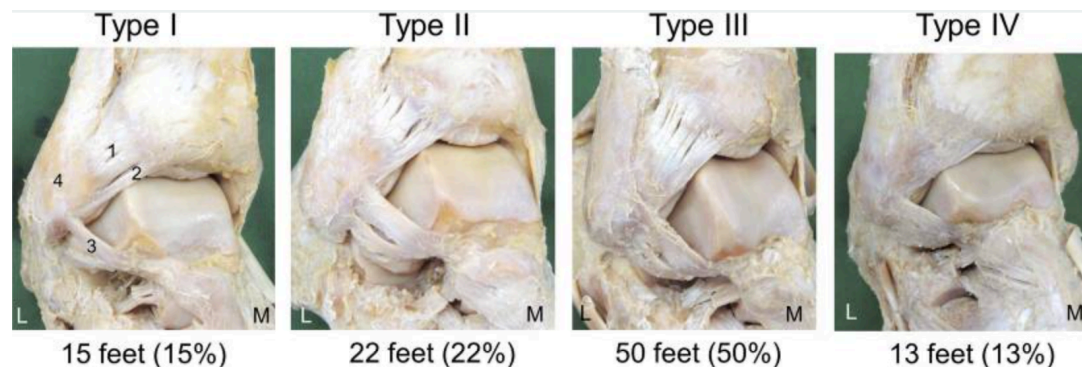 Type I
Type II
Type III
Type IV
1
2
4
3
L
M
L
M
L
M
L
M
15 feet (15%)
22 feet (22%)
50 feet (50%)
13 feet (13%)